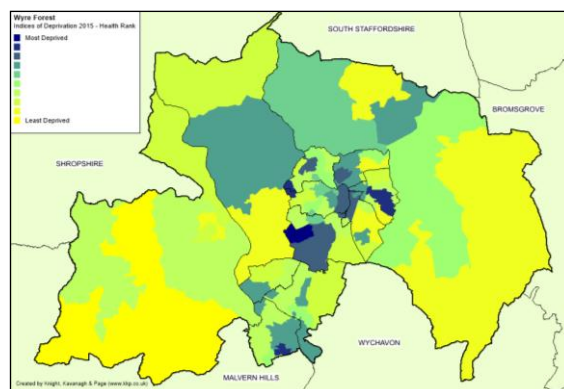 Wyre Forest
Indices of Deprivation 2015 - Health Rank
Most Deprived
Least Deprived
SOUTH STAFFORDSHIRE
BROMSGROVE
SHROPSHIRE
WYCHAVON
MALVERN HILLS
Created by Knight, Kavanagh & Page (www.kkp.co.uk)